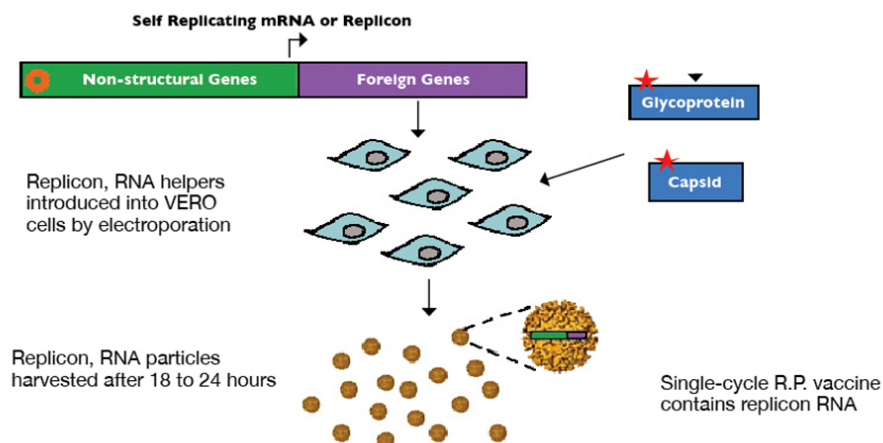 Self Replicating mRNA or Replicon
Non-structural Genes
Foreign Genes
Glycoprotein
Capsid
Replicon, RNA helpers
introduced into VERO
cells by electroporation
Replicon, RNA particles
harvested after 18 to 24 hours
Single-cycle R.P. vaccine
contains replicon RNA